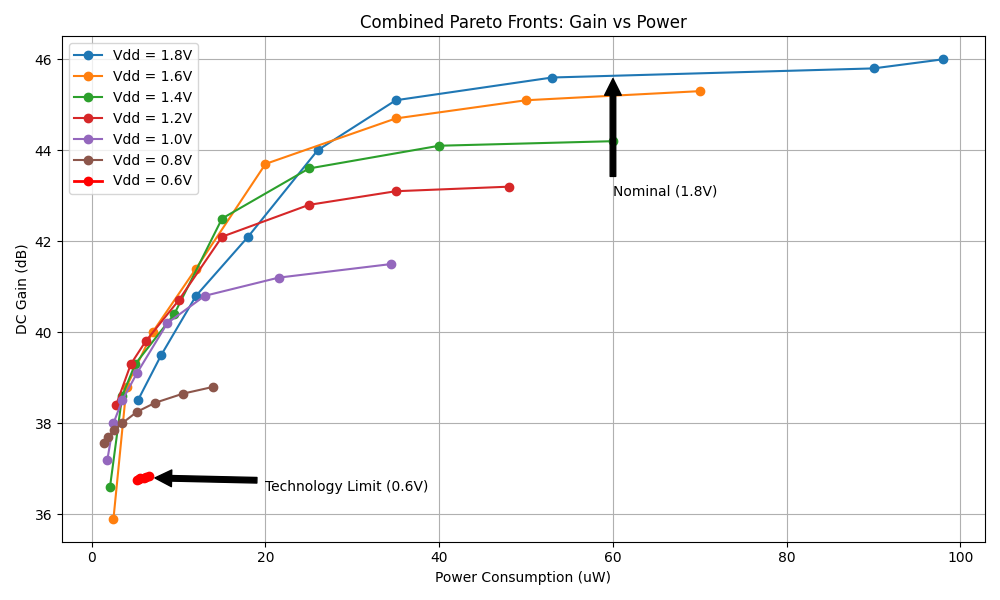 Combined Pareto Fronts: Gain vs Power
Vdd = 1.8V
Vdd = 1.6V
Vdd = 1.4V
Vdd = 1.2V
Vdd = 1.0V
Vdd = 0.8V
Vdd = 0.6V
Nominal (1.8V)
Technology Limit (0.6V)
DC Gain (dB)
46
44
42
40
38
36
0 20 40 60 80 100
Power Consumption (uW)